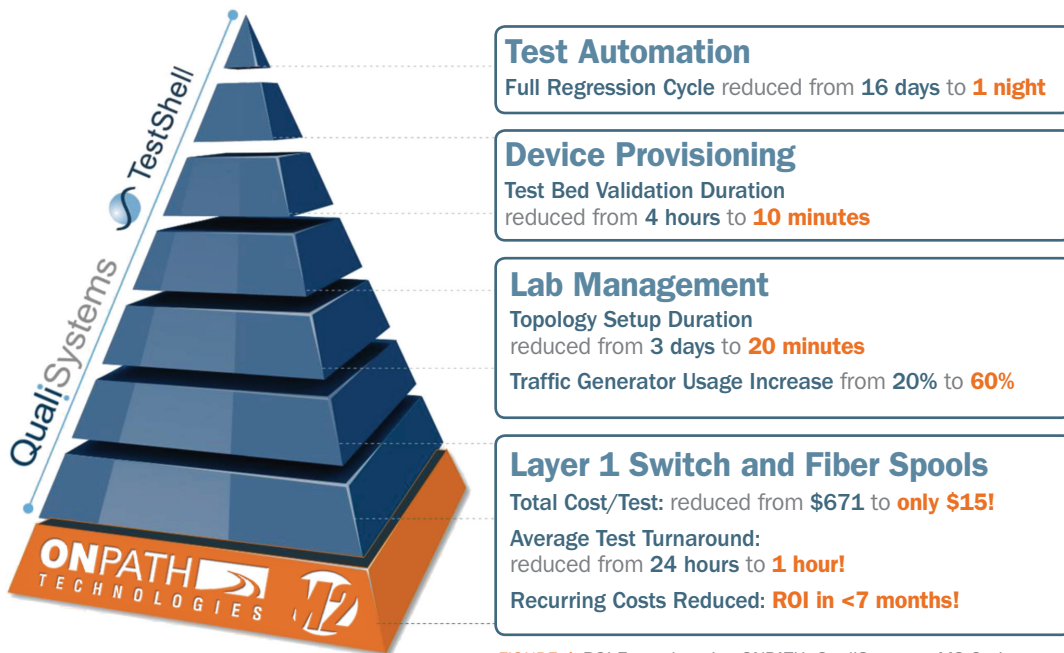 Test Automation
Full Regression Cycle reduced from 16 days to 1 night
Device Provisioning
Test Bed Validation Duration
reduced from 4 hours to 10 minutes
Lab Management
Topology Setup Duration
reduced from 3 days to 20 minutes
Traffic Generator Usage Increase from 20% to 60%
Layer 1 Switch and Fiber Spools
Total Cost/Test: reduced from $671 to only $15!
Average Test Turnaround:
reduced from 24 hours to 1 hour!
Recurring Costs Reduced: ROI in <7 months!
QualiSystems TestShell
ONPATH
TECHNOLOGIES
M2